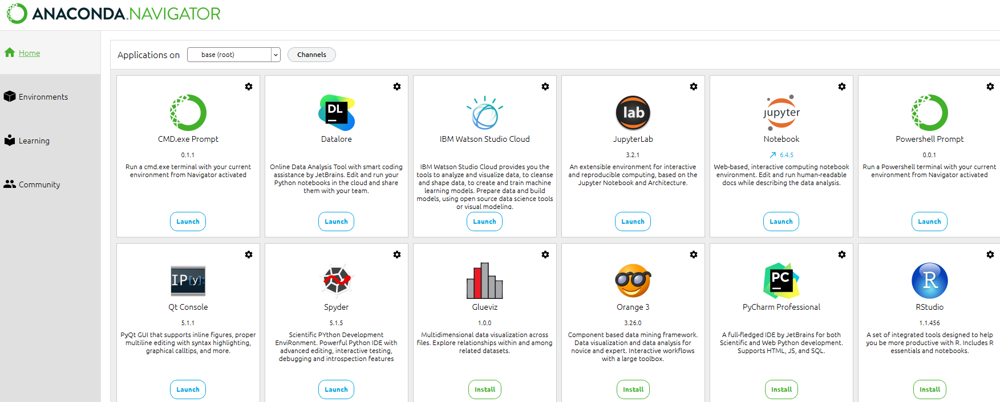 ANACONDA.NAVIGATOR
Home
Environments
Learning
Community
Applications on
base (root)
Channels
CMD.exe Prompt
0.1.1
Run a cmd.exe terminal with your current
environment from Navigator activated
Launch
DL
Datalore
Online Data Analysis Tool with smart coding
assistance by JetBrains. Edit and run your
Python notebooks in the cloud and share
them with your team.
Launch
IBM Watson Studio Cloud
IBM Watson Studio Cloud provides you the
tools to analyze and visualize data, to cleanse
and shape data, to create and train machine
learning models. Prepare data and build
models, using open source data science tools
or visual modeling.
Launch
lab
JupyterLab
3.2.1
An extensible environment for interactive
and reproducible computing, based on the
Jupyter Notebook and Architecture.
Launch
jupyter
Notebook
6.4.5
Web-based, interactive computing notebook
environment. Edit and run human-readable
docs while describing the data analysis.
Launch
Powershell Prompt
0.0.1
Run a Powershell terminal with your current
environment from Navigator activated
Launch
IP[y]:
Qt Console
5.1.1
PyQt GUI that supports inline figures, proper
multiline editing with syntax highlighting,
graphical calltips, and more.
Launch
Spyder
5.1.5
Scientific PYthon Development
EnviRonment. Powerful Python IDE with
advanced editing, interactive testing,
debugging and introspection features
Launch
Glueviz
1.0.0
Multidimensional data visualization across
files. Explore relationships within and among
related datasets.
Install
Orange 3
3.26.0
Component based data mining framework.
Data visualization and data analysis for
novice and expert. Interactive workflows
with a large toolbox.
Install
PC
PyCharm Professional
A full-fledged IDE by JetBrains for both
Scientific and Web Python development.
Supports HTML, JS, and SQL.
Install
R
RStudio
1.1.456
A set of integrated tools designed to help
you be more productive with R. Includes R
essentials and notebooks.
Install